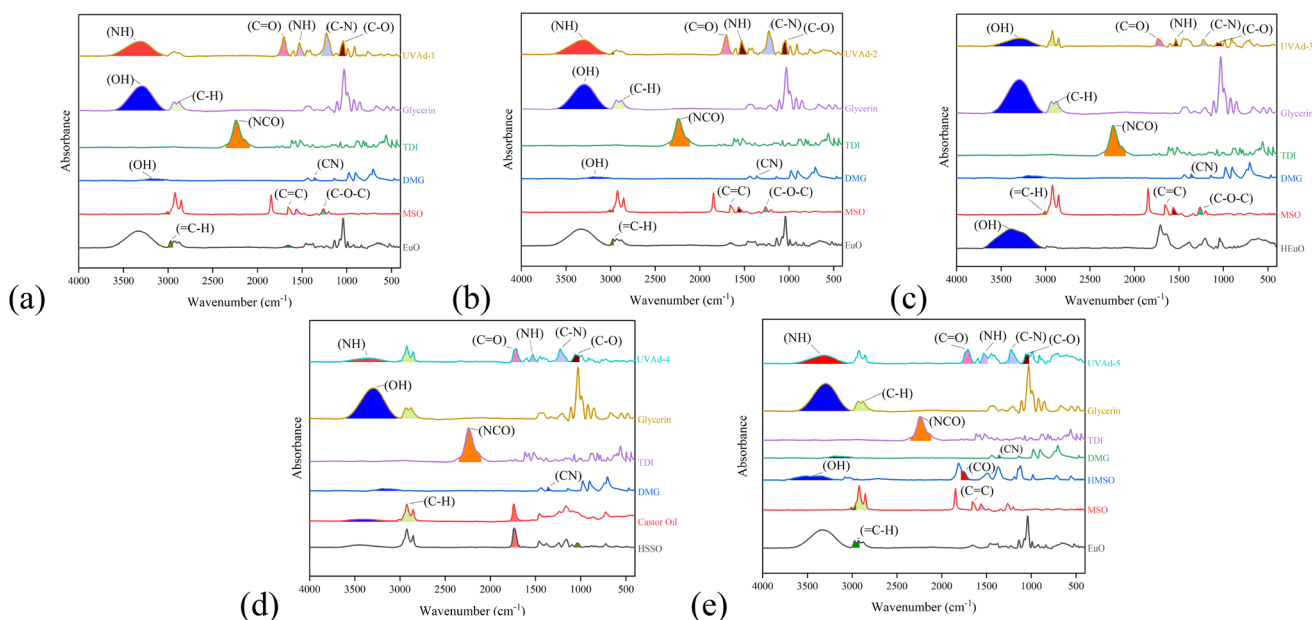 (NH)
(C=O)
(NH)
(C-N)
(C-O)
UVAd-1
(OH)
(C-H)
Glycerin
(NCO)
TDI
(OH)
(CN)
DMG
(C=C)
(C-O-C)
MSO
(=C-H)
EuO
Absorbance
4000 3500 3000 2500 2000 1500 1000 500
Wavenumber (cm-1)
(a)
(NH)
(C=O)
(NH)
(C-N)
(C-O)
UVAd-2
(OH)
(C-H)
Glycerin
(NCO)
TDI
(OH)
(CN)
DMG
(C=C)
(C-O-C)
MSO
(=C-H)
EuO
Absorbance
4000 3500 3000 2500 2000 1500 1000 500
Wavenumber (cm-1)
(b)
(OH)
(C=O)
(NH)
(C-N)
(C-O)
UVAd-3
(C-H)
Glycerin
(NCO)
TDI
(CN)
DMG
(=C-H)
(C=C)
(C-O-C)
MSO
(OH)
HEuO
Absorbance
4000 3500 3000 2500 2000 1500 1000 500
Wavenumber (cm-1)
(c)
(NH)
(C=O)
(NH)
(C-N)
(C-O)
UVAd-4
(OH)
Glycerin
(NCO)
TDI
(CN)
DMG
(C-H)
Castor Oil
HSSO
Absorbance
4000 3500 3000 2500 2000 1500 1000 500
Wavenumber (cm-1)
(d)
(NH)
(C=O)
(NH)
(C-N)
(C-O)
UVAd-5
(C-H)
Glycerin
(NCO)
TDI
(CN)
DMG
(OH)
(CO)
HMSO
(C=C)
MSO
(=C-H)
EuO
Absorbance
4000 3500 3000 2500 2000 1500 1000 500
Wavenumber (cm-1)
(e)